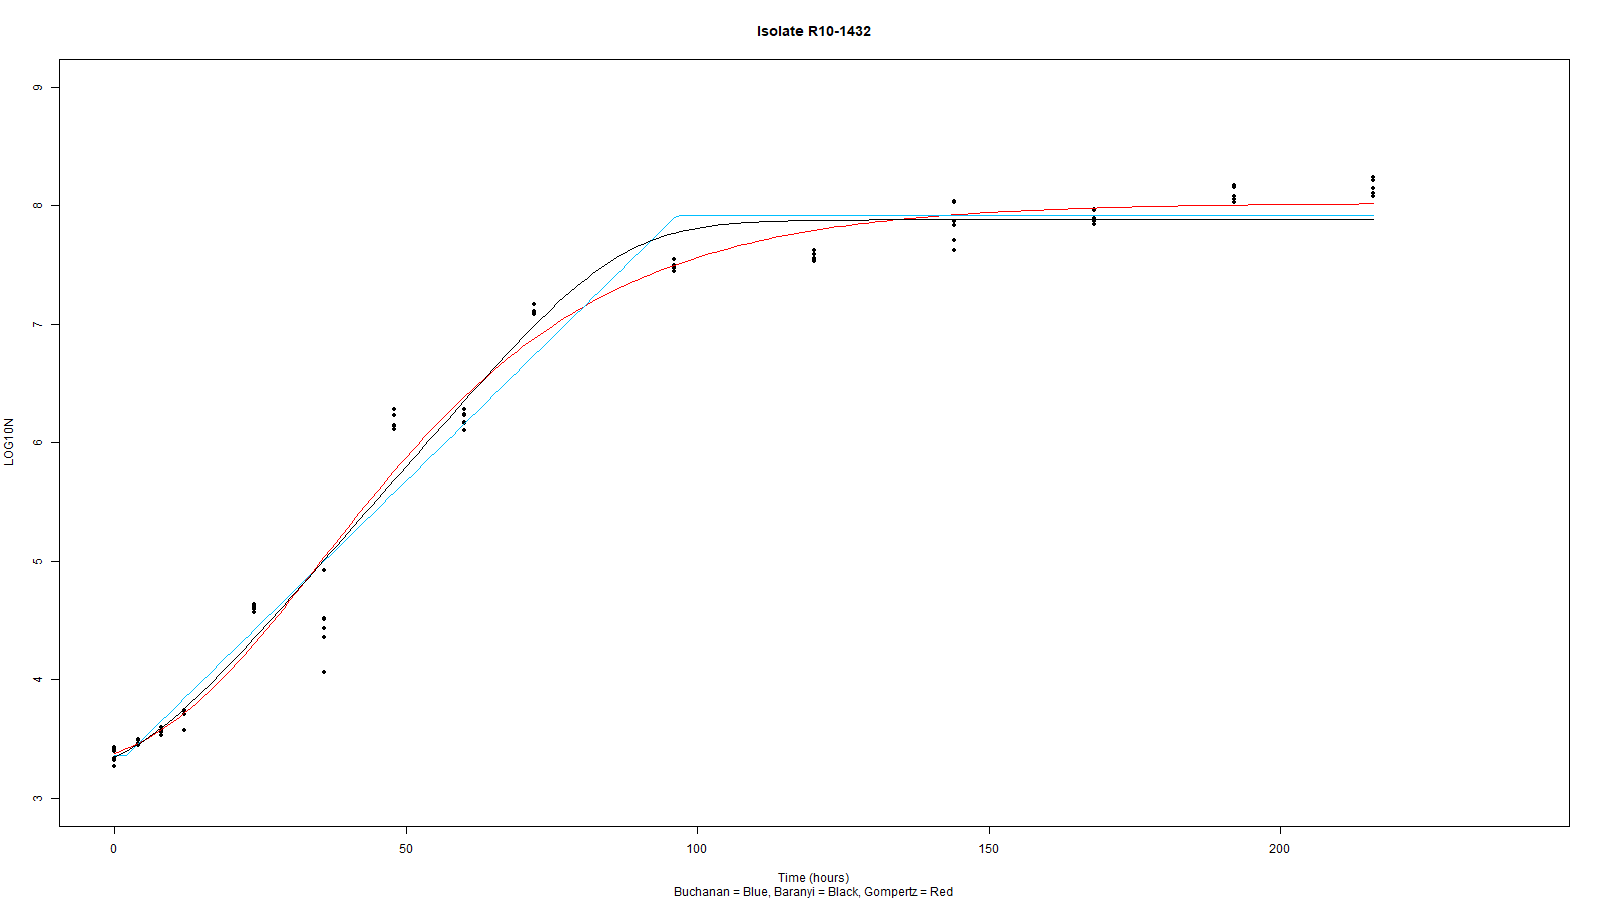 Isolate R10-1432
9
8
7
6
5
4
3
LOG10N
0 50 100 150 200
Time (hours)
Buchanan = Blue, Baranyi = Black, Gompertz = Red